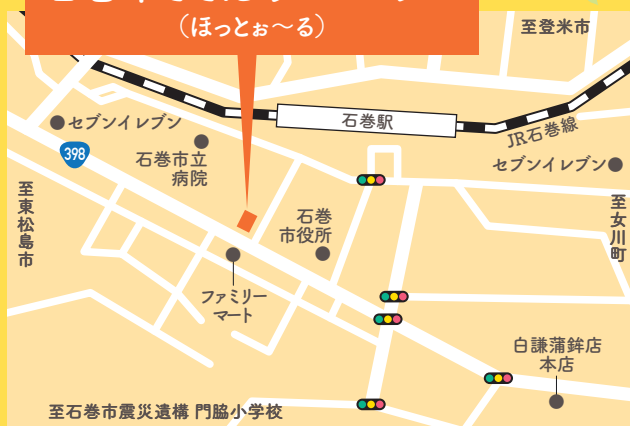 （ほっとぉ～る）
至登米市
石巻駅
JR石巻線
セブンイレブン
398
石巻市立
病院
セブンイレブン
至東松島市
石巻
市役所
至女川町
ファミリー
マート
白謙蒲鉾店
本店
至石巻市震災遺構 門脇小学校